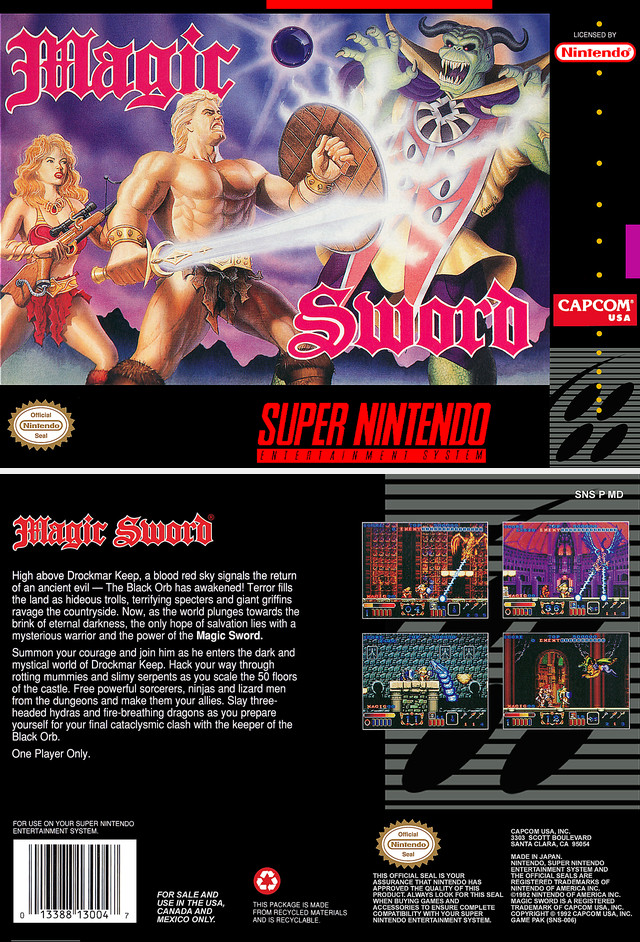 Magic
Sword
LICENSED BY
Nintendo®
CAPCOM®
USA
Official
Nintendo
Seal
SUPER NINTENDO
ENTERTAINMENT SYSTEM
SNS P MD
Magic Sword®
High above Drockmar Keep, a blood red sky signals the return
of an ancient evil — The Black Orb has awakened! Terror fills
the land as hideous trolls, terrifying specters and giant griffins
ravage the countryside. Now, as the world plunges towards the
brink of eternal darkness, the only hope of salvation lies with a
mysterious warrior and the power of the Magic Sword.
Summon your courage and join him as he enters the dark and
mystical world of Drockmar Keep. Hack your way through
rotting mummies and slimy serpents as you scale the 50 floors
of the castle. Free powerful sorcerers, ninjas and lizard men
from the dungeons and make them your allies. Slay three-
headed hydras and fire-breathing dragons as you prepare
yourself for your final cataclysmic clash with the keeper of the
Black Orb.
One Player Only.
FOR USE ON YOUR SUPER NINTENDO
ENTERTAINMENT SYSTEM.
0 13388 13004 7
FOR SALE AND
USE IN THE USA,
CANADA AND
MEXICO ONLY.
THIS PACKAGE IS MADE
FROM RECYCLED MATERIALS
AND IS RECYCLABLE.
Official
Nintendo
Seal
THIS OFFICIAL SEAL IS YOUR
ASSURANCE THAT NINTENDO HAS
APPROVED THE QUALITY OF THIS
PRODUCT. ALWAYS LOOK FOR THIS SEAL
WHEN BUYING GAMES AND
ACCESSORIES TO ENSURE COMPLETE
COMPATIBILITY WITH YOUR SUPER
NINTENDO ENTERTAINMENT SYSTEM.
CAPCOM USA, INC.
3303 SCOTT BOULEVARD
SANTA CLARA, CA 95054
MADE IN JAPAN.
NINTENDO, SUPER NINTENDO
ENTERTAINMENT SYSTEM AND
THE OFFICIAL SEALS ARE
REGISTERED TRADEMARKS OF
NINTENDO OF AMERICA INC.
©1992 NINTENDO OF AMERICA INC.
MAGIC SWORD IS A REGISTERED
TRADEMARK OF CAPCOM USA, INC.
COPYRIGHT © 1992 CAPCOM USA, INC.
GAME PAK (SNS-006)